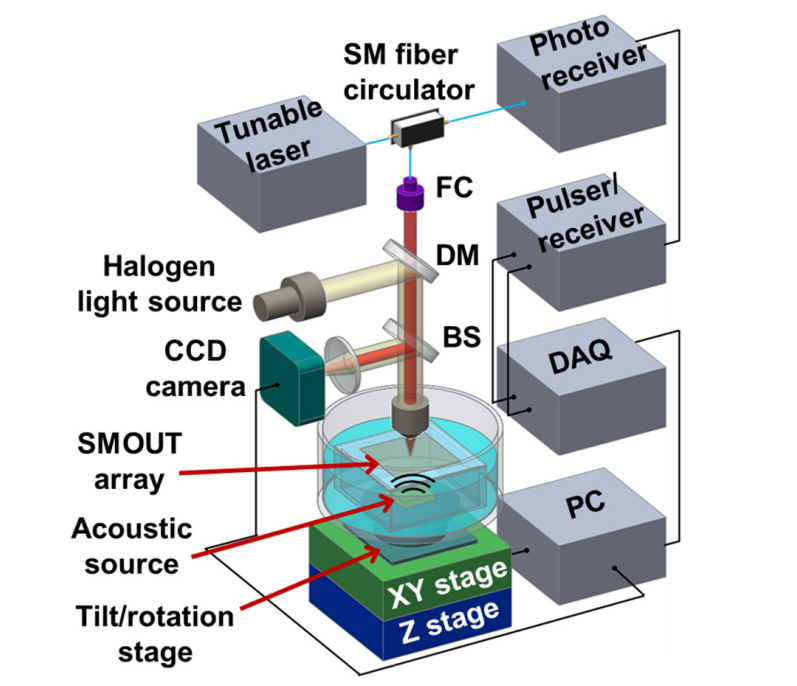 Photo
receiver
SM fiber
circulator
Tunable
laser
FC
Pulser/
receiver
DM
Halogen
light source
BS
CCD
camera
DAQ
SMOUT
array
PC
Acoustic
source
XY stage
Tilt/rotation
stage
Z stage